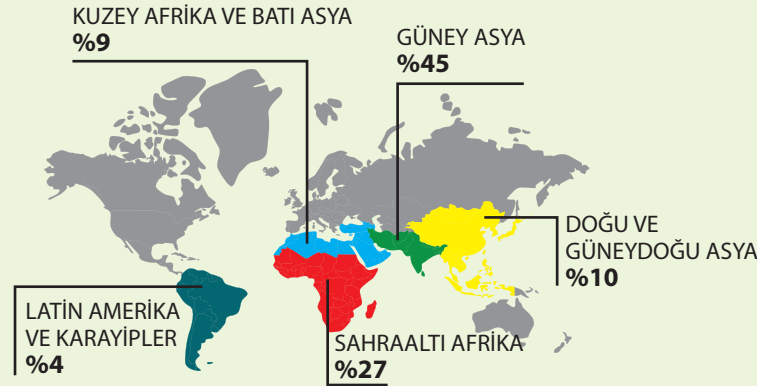 KUZEY AFRİKA VE BATI ASYA
%9
GÜNEY ASYA
%45
DOĞU VE
GÜNEYDOĞU ASYA
%10
LATİN AMERİKA
VE KARAYİPLER
%4
SAHRAALTI AFRİKA
%27